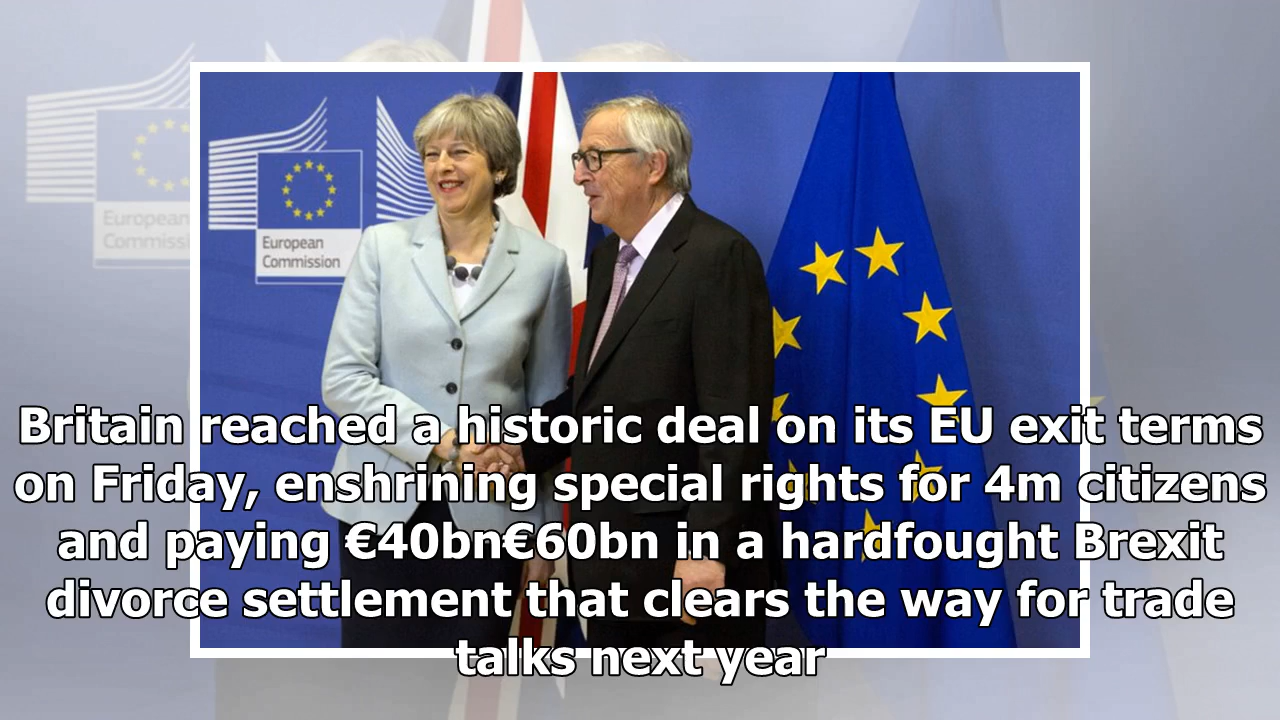 European
Commission
European
Commissi
Britain reached a historic deal on its EU exit terms
on Friday, enshrining special rights for 4m citizens
and paying €40bn€60bn in a hardfought Brexit
divorce settlement that clears the way for trade
talks next year